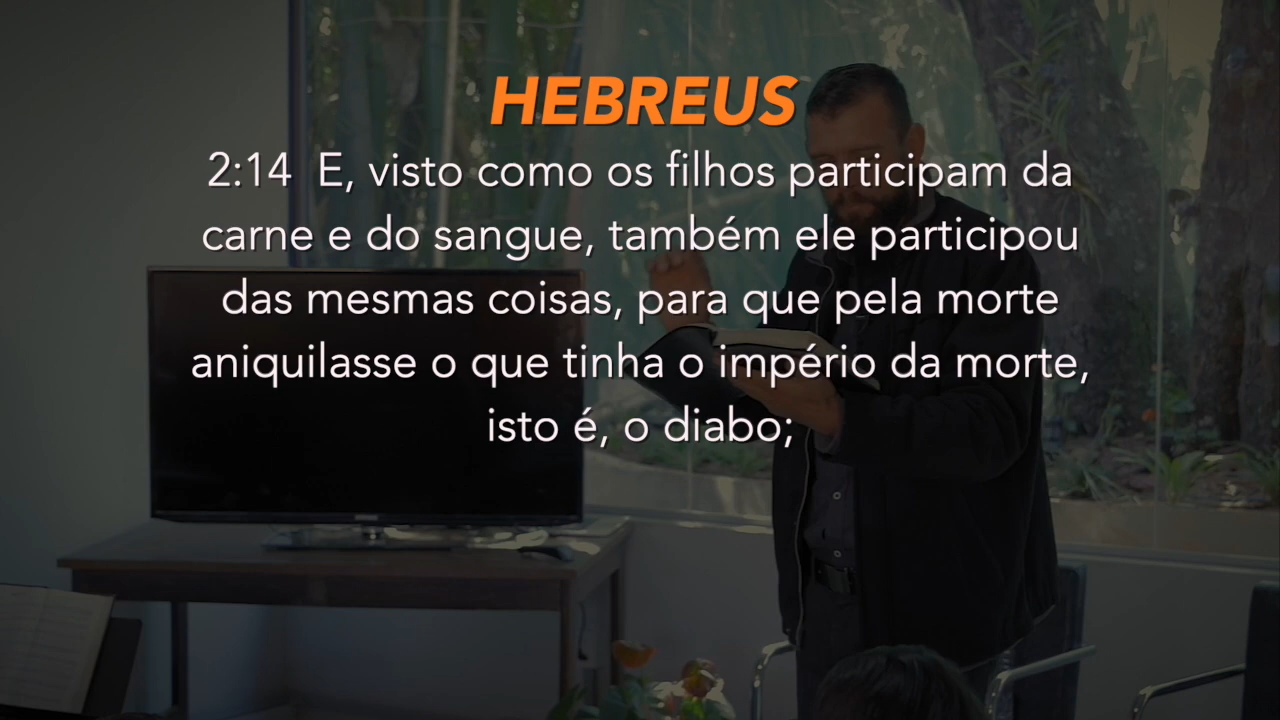 HEBREUS
2:14  E, visto como os filhos participam da
carne e do sangue, também ele participou
das mesmas coisas, para que pela morte
aniquilasse o que tinha o império da morte,
isto é, o diabo;